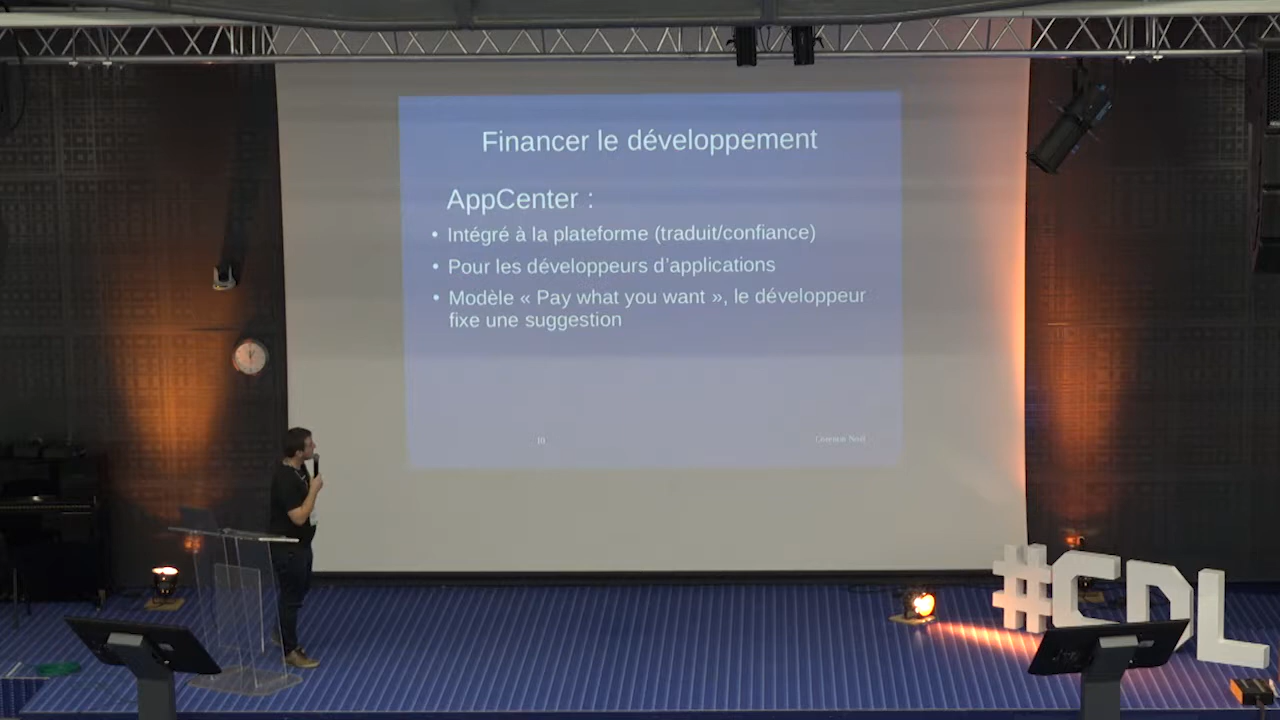 Financer le développement
AppCenter :
• Intégré à la plateforme (traduit/confiance)
• Pour les développeurs d'applications
• Modèle « Pay what you want », le développeur
fixe une suggestion
#CDL